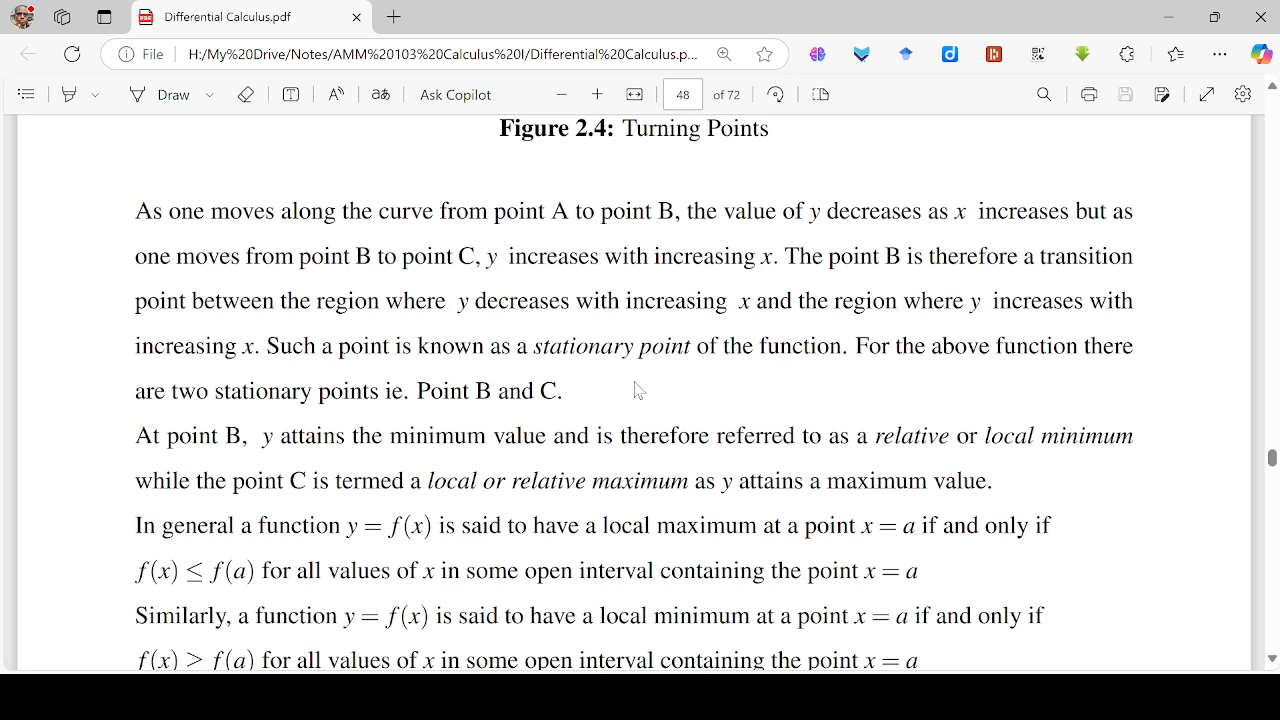 Differential Calculus.pdf
File H:/My%20Drive/Notes/AMM%20103%20Calculus%20I/Differential%20Calculus.p...
Draw Ask Copilot 48 of 72
Figure 2.4: Turning Points
As one moves along the curve from point A to point B, the value of y decreases as x increases but as
one moves from point B to point C, y increases with increasing x. The point B is therefore a transition
point between the region where y decreases with increasing x and the region where y increases with
increasing x. Such a point is known as a stationary point of the function. For the above function there
are two stationary points ie. Point B and C.
At point B, y attains the minimum value and is therefore referred to as a relative or local minimum
while the point C is termed a local or relative maximum as y attains a maximum value.
In general a function y = f(x) is said to have a local maximum at a point x = a if and only if
f(x) ≤ f(a) for all values of x in some open interval containing the point x = a
Similarly, a function y = f(x) is said to have a local minimum at a point x = a if and only if
f(x) > f(a) for all values of x in some open interval containing the point x = a